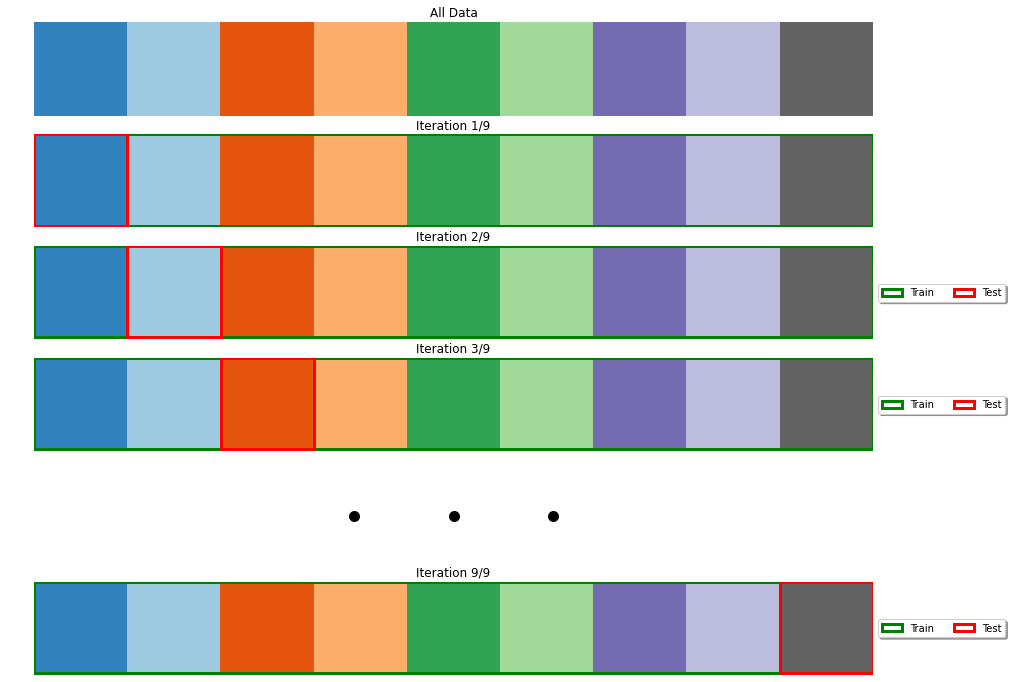 All Data
Iteration 1/9
Iteration 2/9
Train Test
Iteration 3/9
Train Test
Iteration 9/9
Train Test